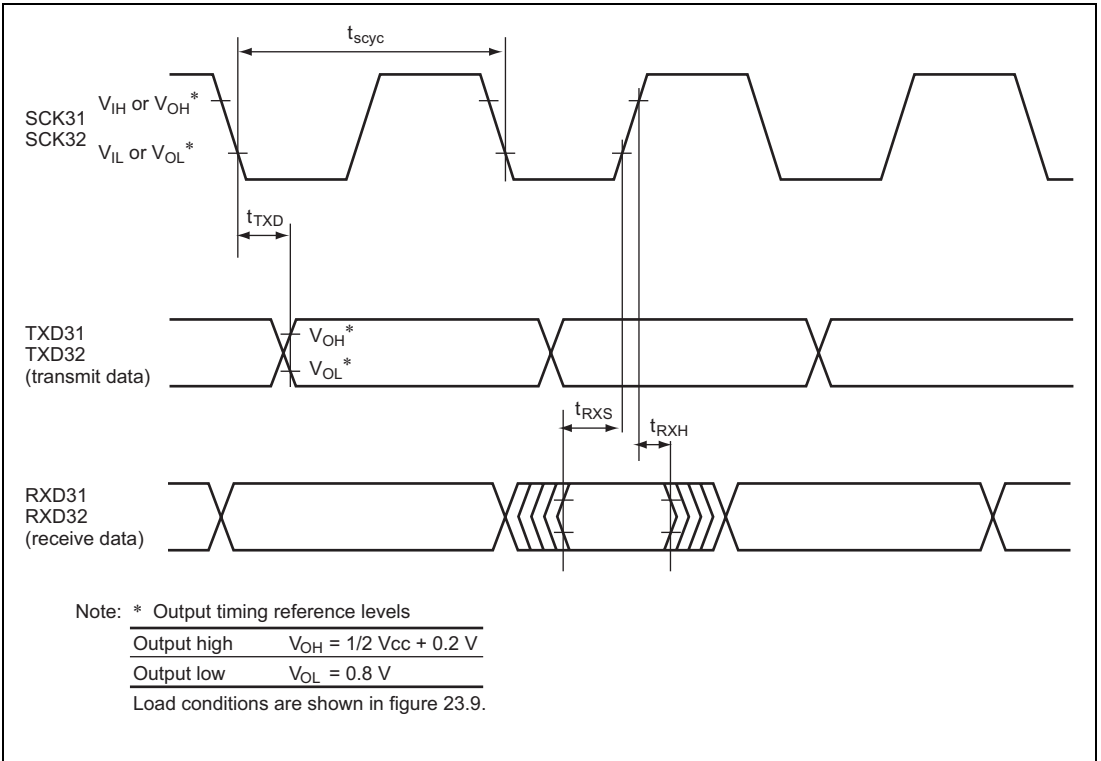 tscyc
SCK31
SCK32
VIH or VOH*
VIL or VOL*
tTXD
TXD31
TXD32
(transmit data)
VOH*
VOL*
tRXS
tRXH
RXD31
RXD32
(receive data)
Note: * Output timing reference levels
Output high VOH = 1/2 Vcc + 0.2 V
Output low VOL = 0.8 V
Load conditions are shown in figure 23.9.